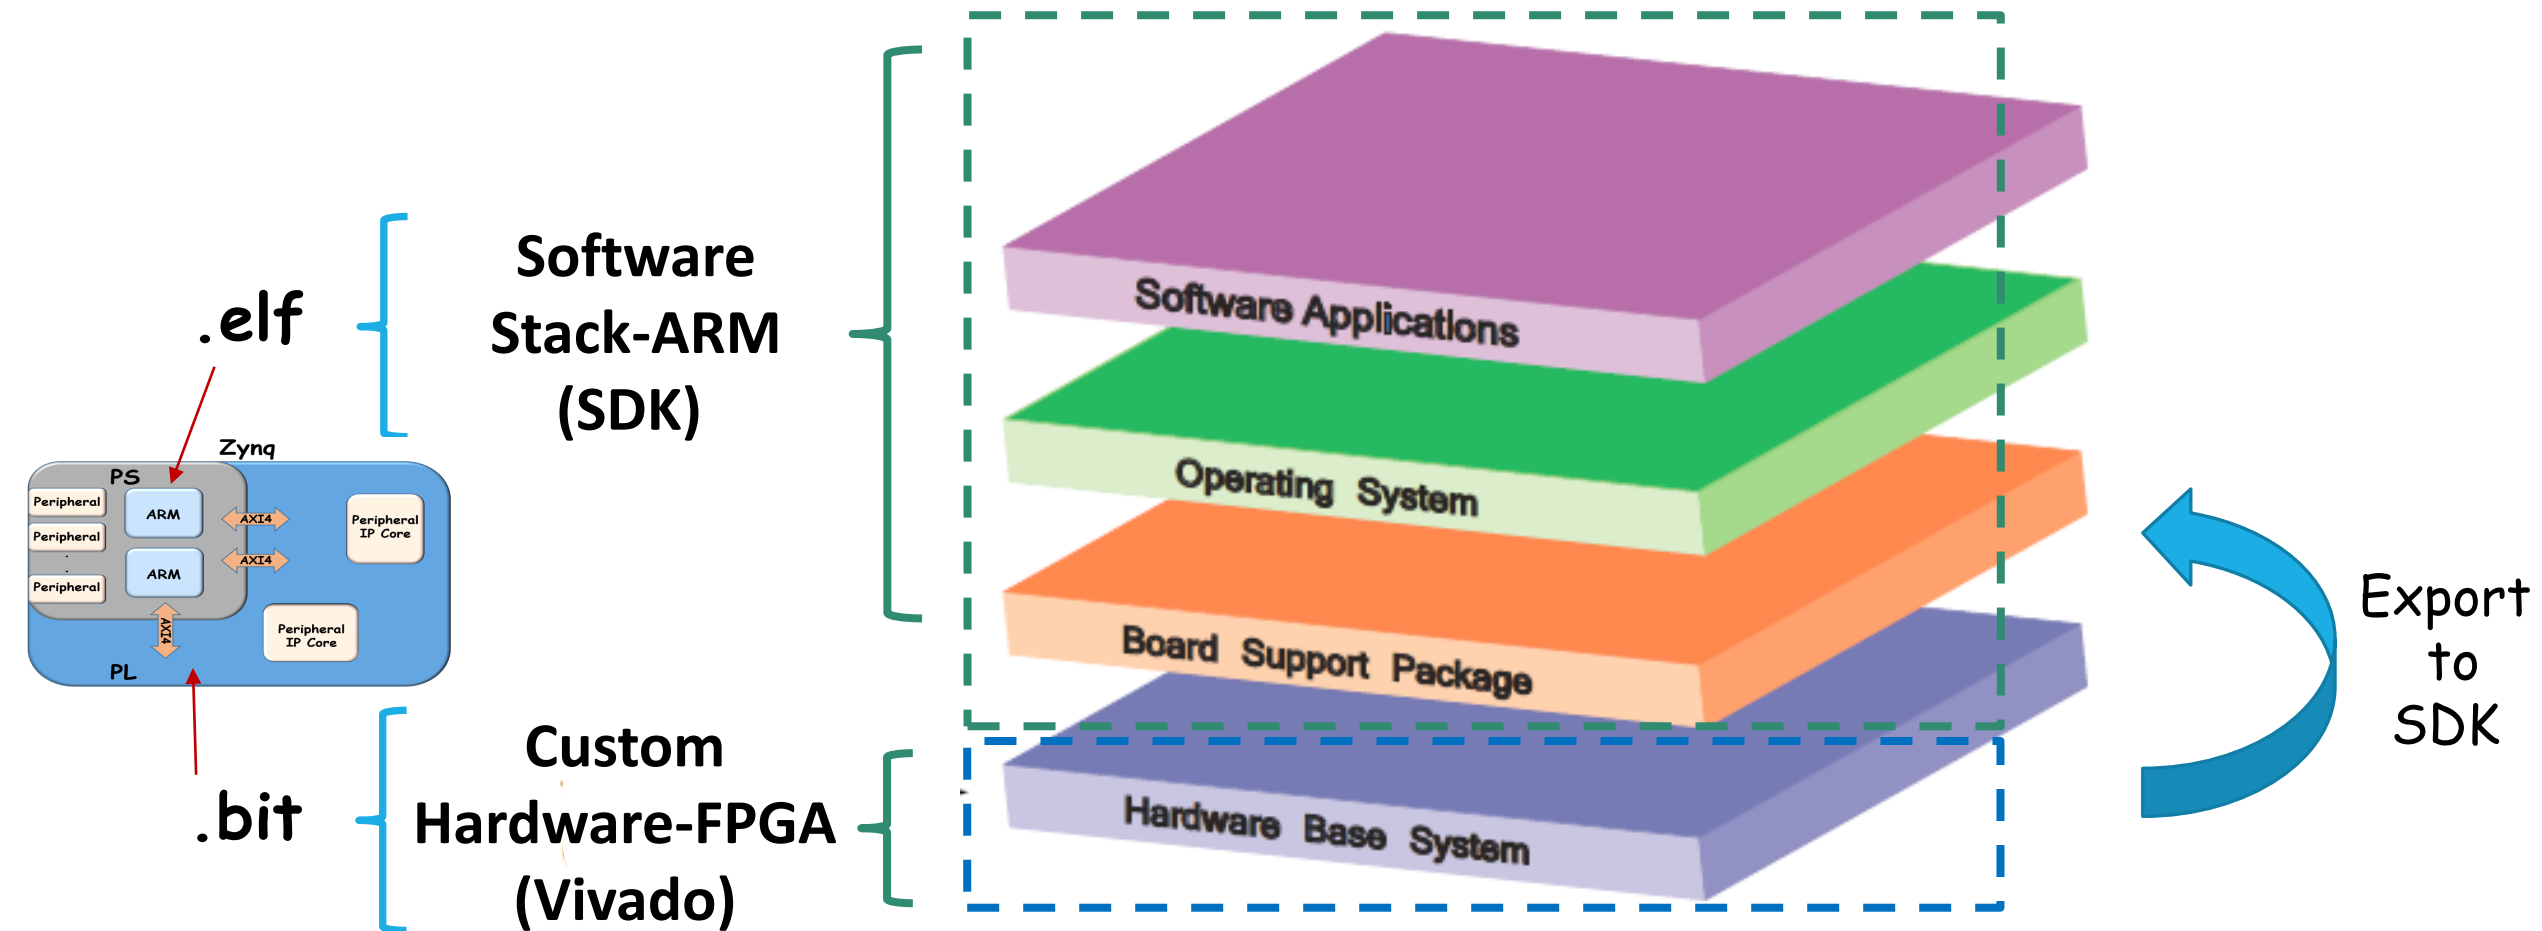 Software
Stack-ARM
(SDK)
.elf
Zynq
PS
Peripheral
Peripheral
.
.
Peripheral
ARM
ARM
AXI4
AXI4
AXI4
Peripheral
IP Core
Peripheral
IP Core
PL
.bit
Custom
Hardware-FPGA
(Vivado)
Software Applications
Operating System
Board Support Package
Hardware Base System
Export
to
SDK